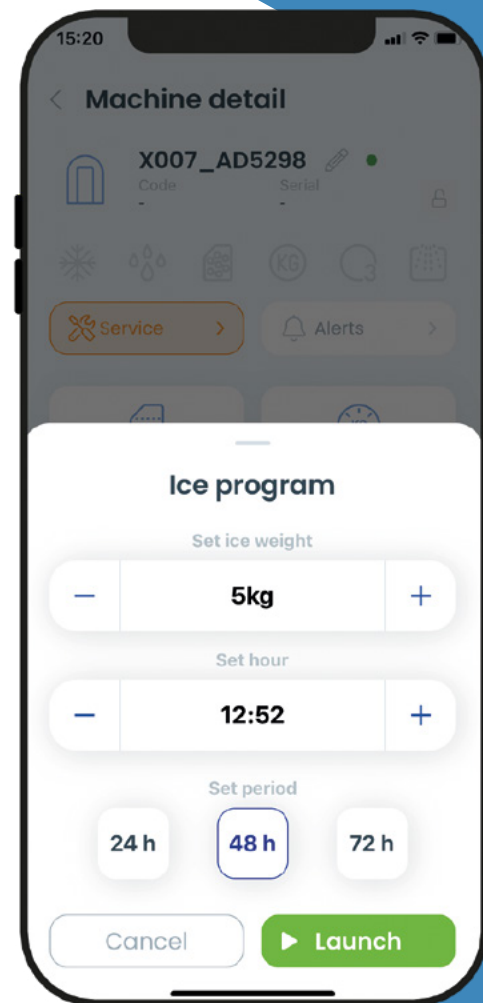 15:20
Machine detail
X007_AD5298
Code Serial
- -
KG 3
Service Alerts
Ice program
Set ice weight
− 5kg +
Set hour
− 12:52 +
Set period
24 h 48 h 72 h
Cancel Launch